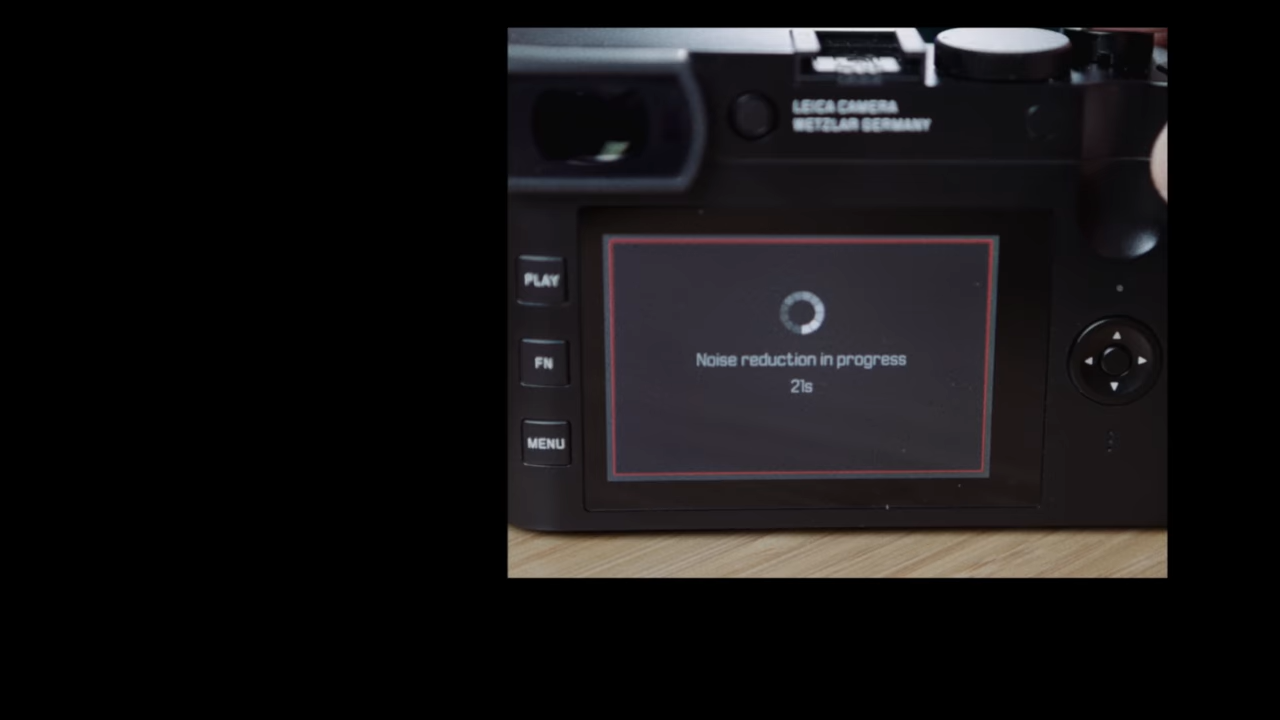 LEICA CAMERA
WETZLAR GERMANY
PLAY
FN
MENU
Noise reduction in progress
21s